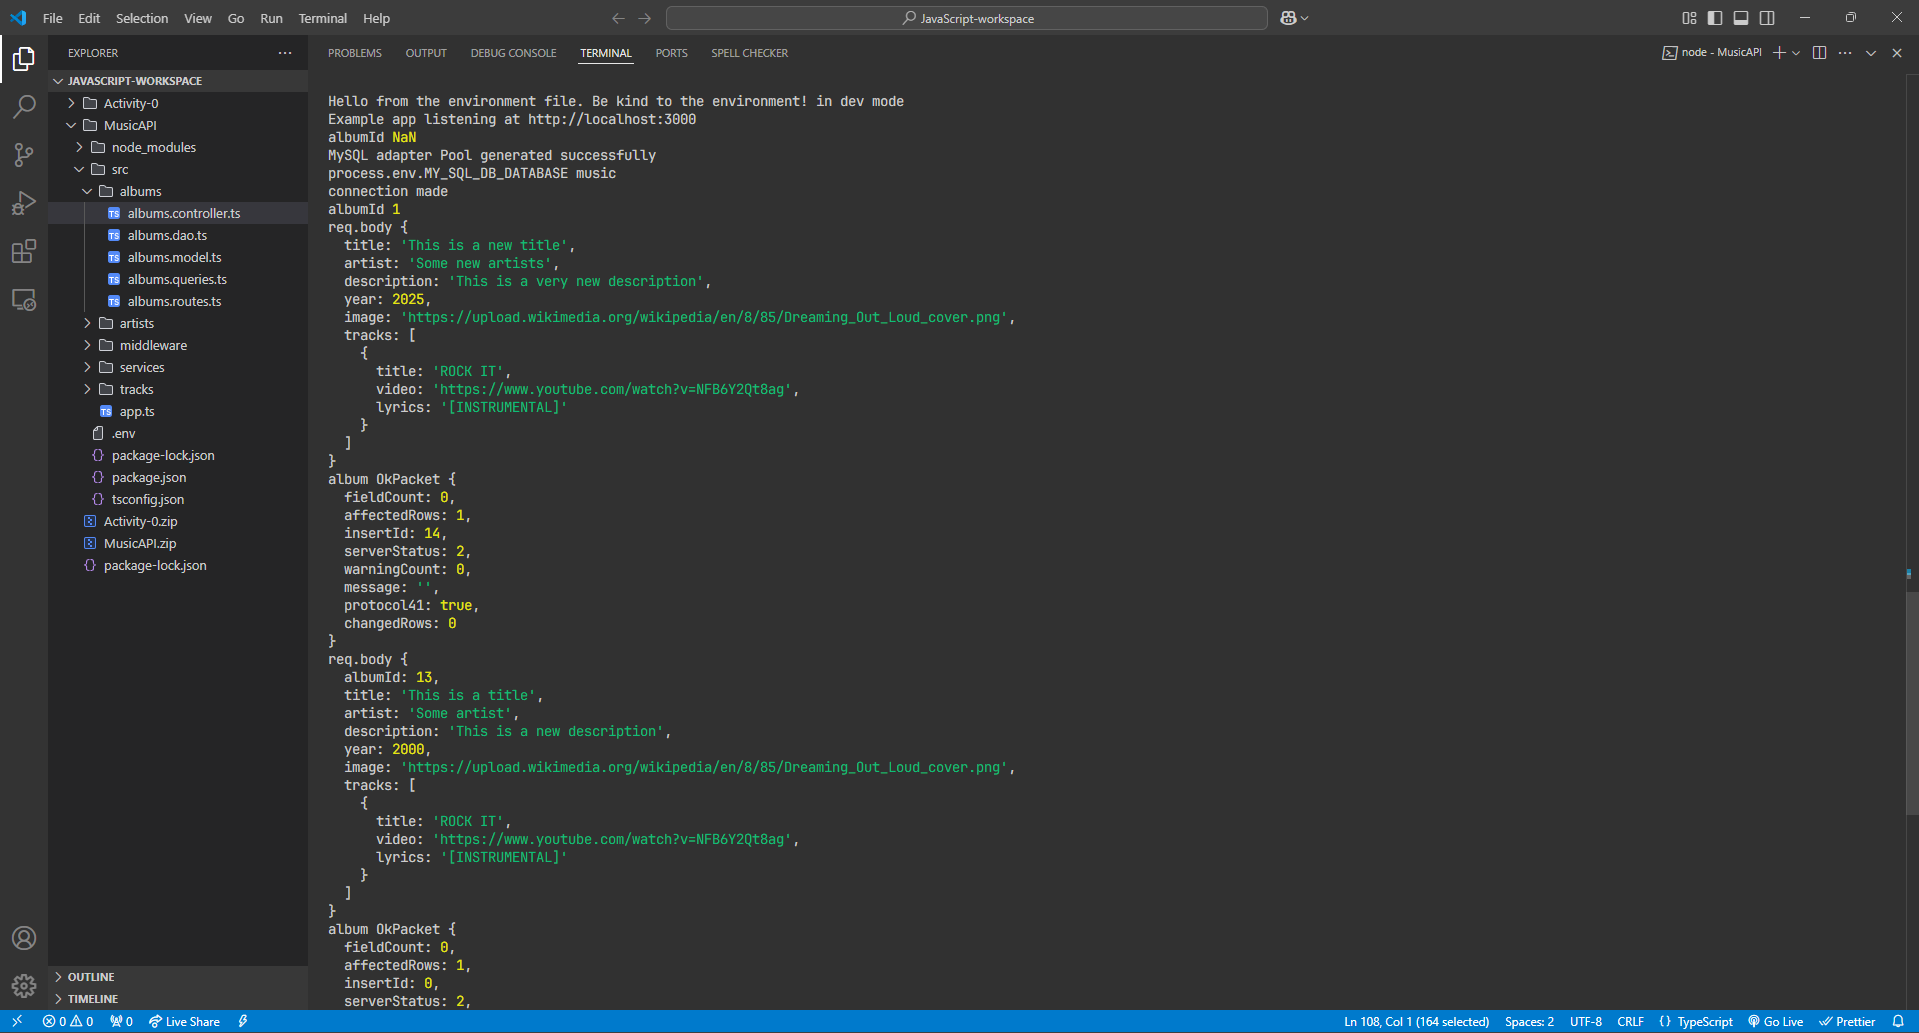 File Edit Selection View Go Run Terminal Help
JavaScript-workspace
EXPLORER
JAVASCRIPT-WORKSPACE
Activity-0
MusicAPI
node_modules
src
albums
TS albums.controller.ts
TS albums.dao.ts
TS albums.model.ts
TS albums.queries.ts
TS albums.routes.ts
artists
middleware
services
tracks
TS app.ts
.env
{} package-lock.json
{} package.json
{} tsconfig.json
Activity-0.zip
MusicAPI.zip
{} package-lock.json
OUTLINE
TIMELINE
PROBLEMS OUTPUT DEBUG CONSOLE TERMINAL PORTS SPELL CHECKER
node - MusicAPI
Hello from the environment file. Be kind to the environment! in dev mode
Example app listening at http://localhost:3000
albumId NaN
MySQL adapter Pool generated successfully
process.env.MY_SQL_DB_DATABASE music
connection made
albumId 1
req.body {
title: 'This is a new title',
artist: 'Some new artists',
description: 'This is a very new description',
year: 2025,
image: 'https://upload.wikimedia.org/wikipedia/en/8/85/Dreaming_Out_Loud_cover.png',
tracks: [
{
title: 'ROCK IT',
video: 'https://www.youtube.com/watch?v=NFB6Y2Qt8ag',
lyrics: '[INSTRUMENTAL]'
}
]
}
album OkPacket {
fieldCount: 0,
affectedRows: 1,
insertId: 14,
serverStatus: 2,
warningCount: 0,
message: '',
protocol41: true,
changedRows: 0
}
req.body {
albumId: 13,
title: 'This is a title',
artist: 'Some artist',
description: 'This is a new description',
year: 2000,
image: 'https://upload.wikimedia.org/wikipedia/en/8/85/Dreaming_Out_Loud_cover.png',
tracks: [
{
title: 'ROCK IT',
video: 'https://www.youtube.com/watch?v=NFB6Y2Qt8ag',
lyrics: '[INSTRUMENTAL]'
}
]
}
album OkPacket {
fieldCount: 0,
affectedRows: 1,
insertId: 0,
serverStatus: 2,
0 0 0 Live Share Ln 108, Col 1 (164 selected) Spaces: 2 UTF-8 CRLF {} TypeScript Go Live Prettier